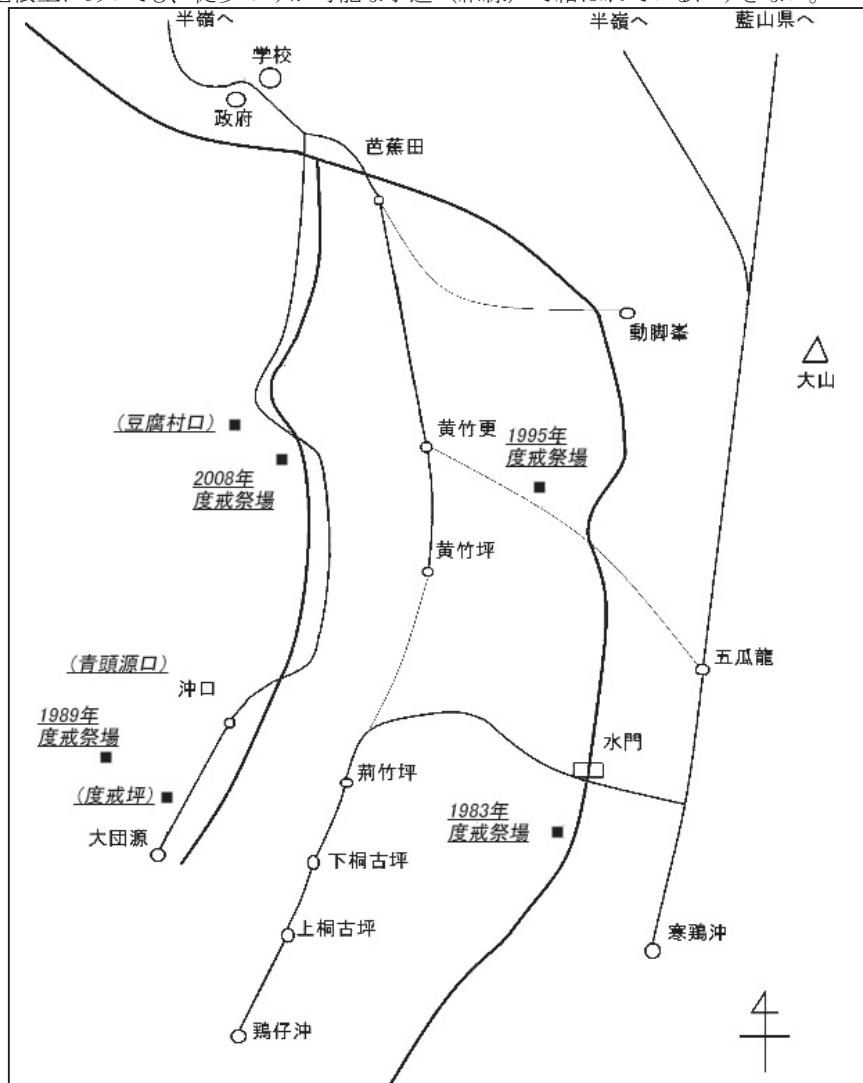 半嶺へ
半嶺へ
藍山県へ
学校
政府
芭蕉田
動脚峯
大山
(豆腐村口)
黄竹更
1995年
度戒祭場
2008年
度戒祭場
黄竹坪
(青頭源口)
沖口
五瓜龍
1989年
度戒祭場
水門
荊竹坪
(度戒坪)
1983年
度戒祭場
大団源
下桐古坪
上桐古坪
寒鶏沖
鶏仔沖